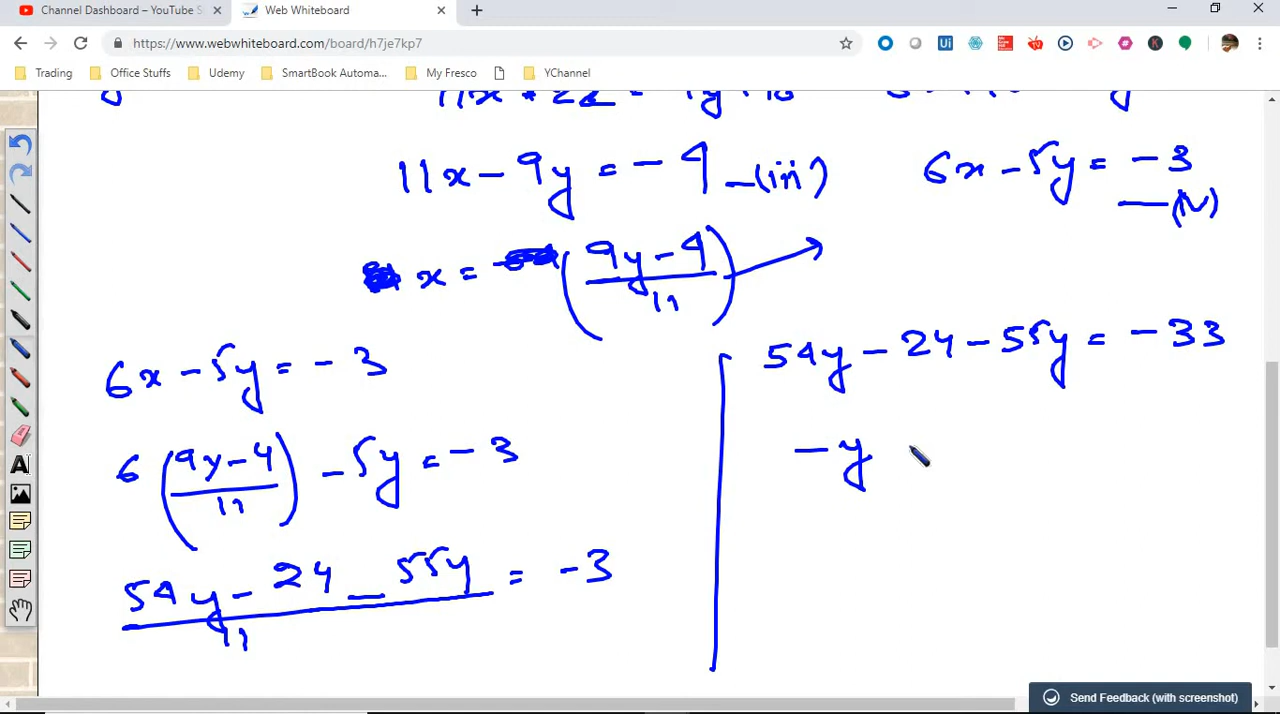 Channel Dashboard – YouTube S
Web Whiteboard
https://www.webwhiteboard.com/board/h7je7kp7
Trading
Office Stuffs
Udemy
SmartBook Automa...
My Fresco
YChannel
11x - 9y = -4 —(iii)
6x - 5y = -3 —(iv)
x = (9y - 4 / 11)
6x - 5y = -3
54y - 24 - 55y = -33
6 (9y - 4 / 11) - 5y = -3
-y
54y - 24 - 55y / 11 = -3
A
Send Feedback (with screenshot)